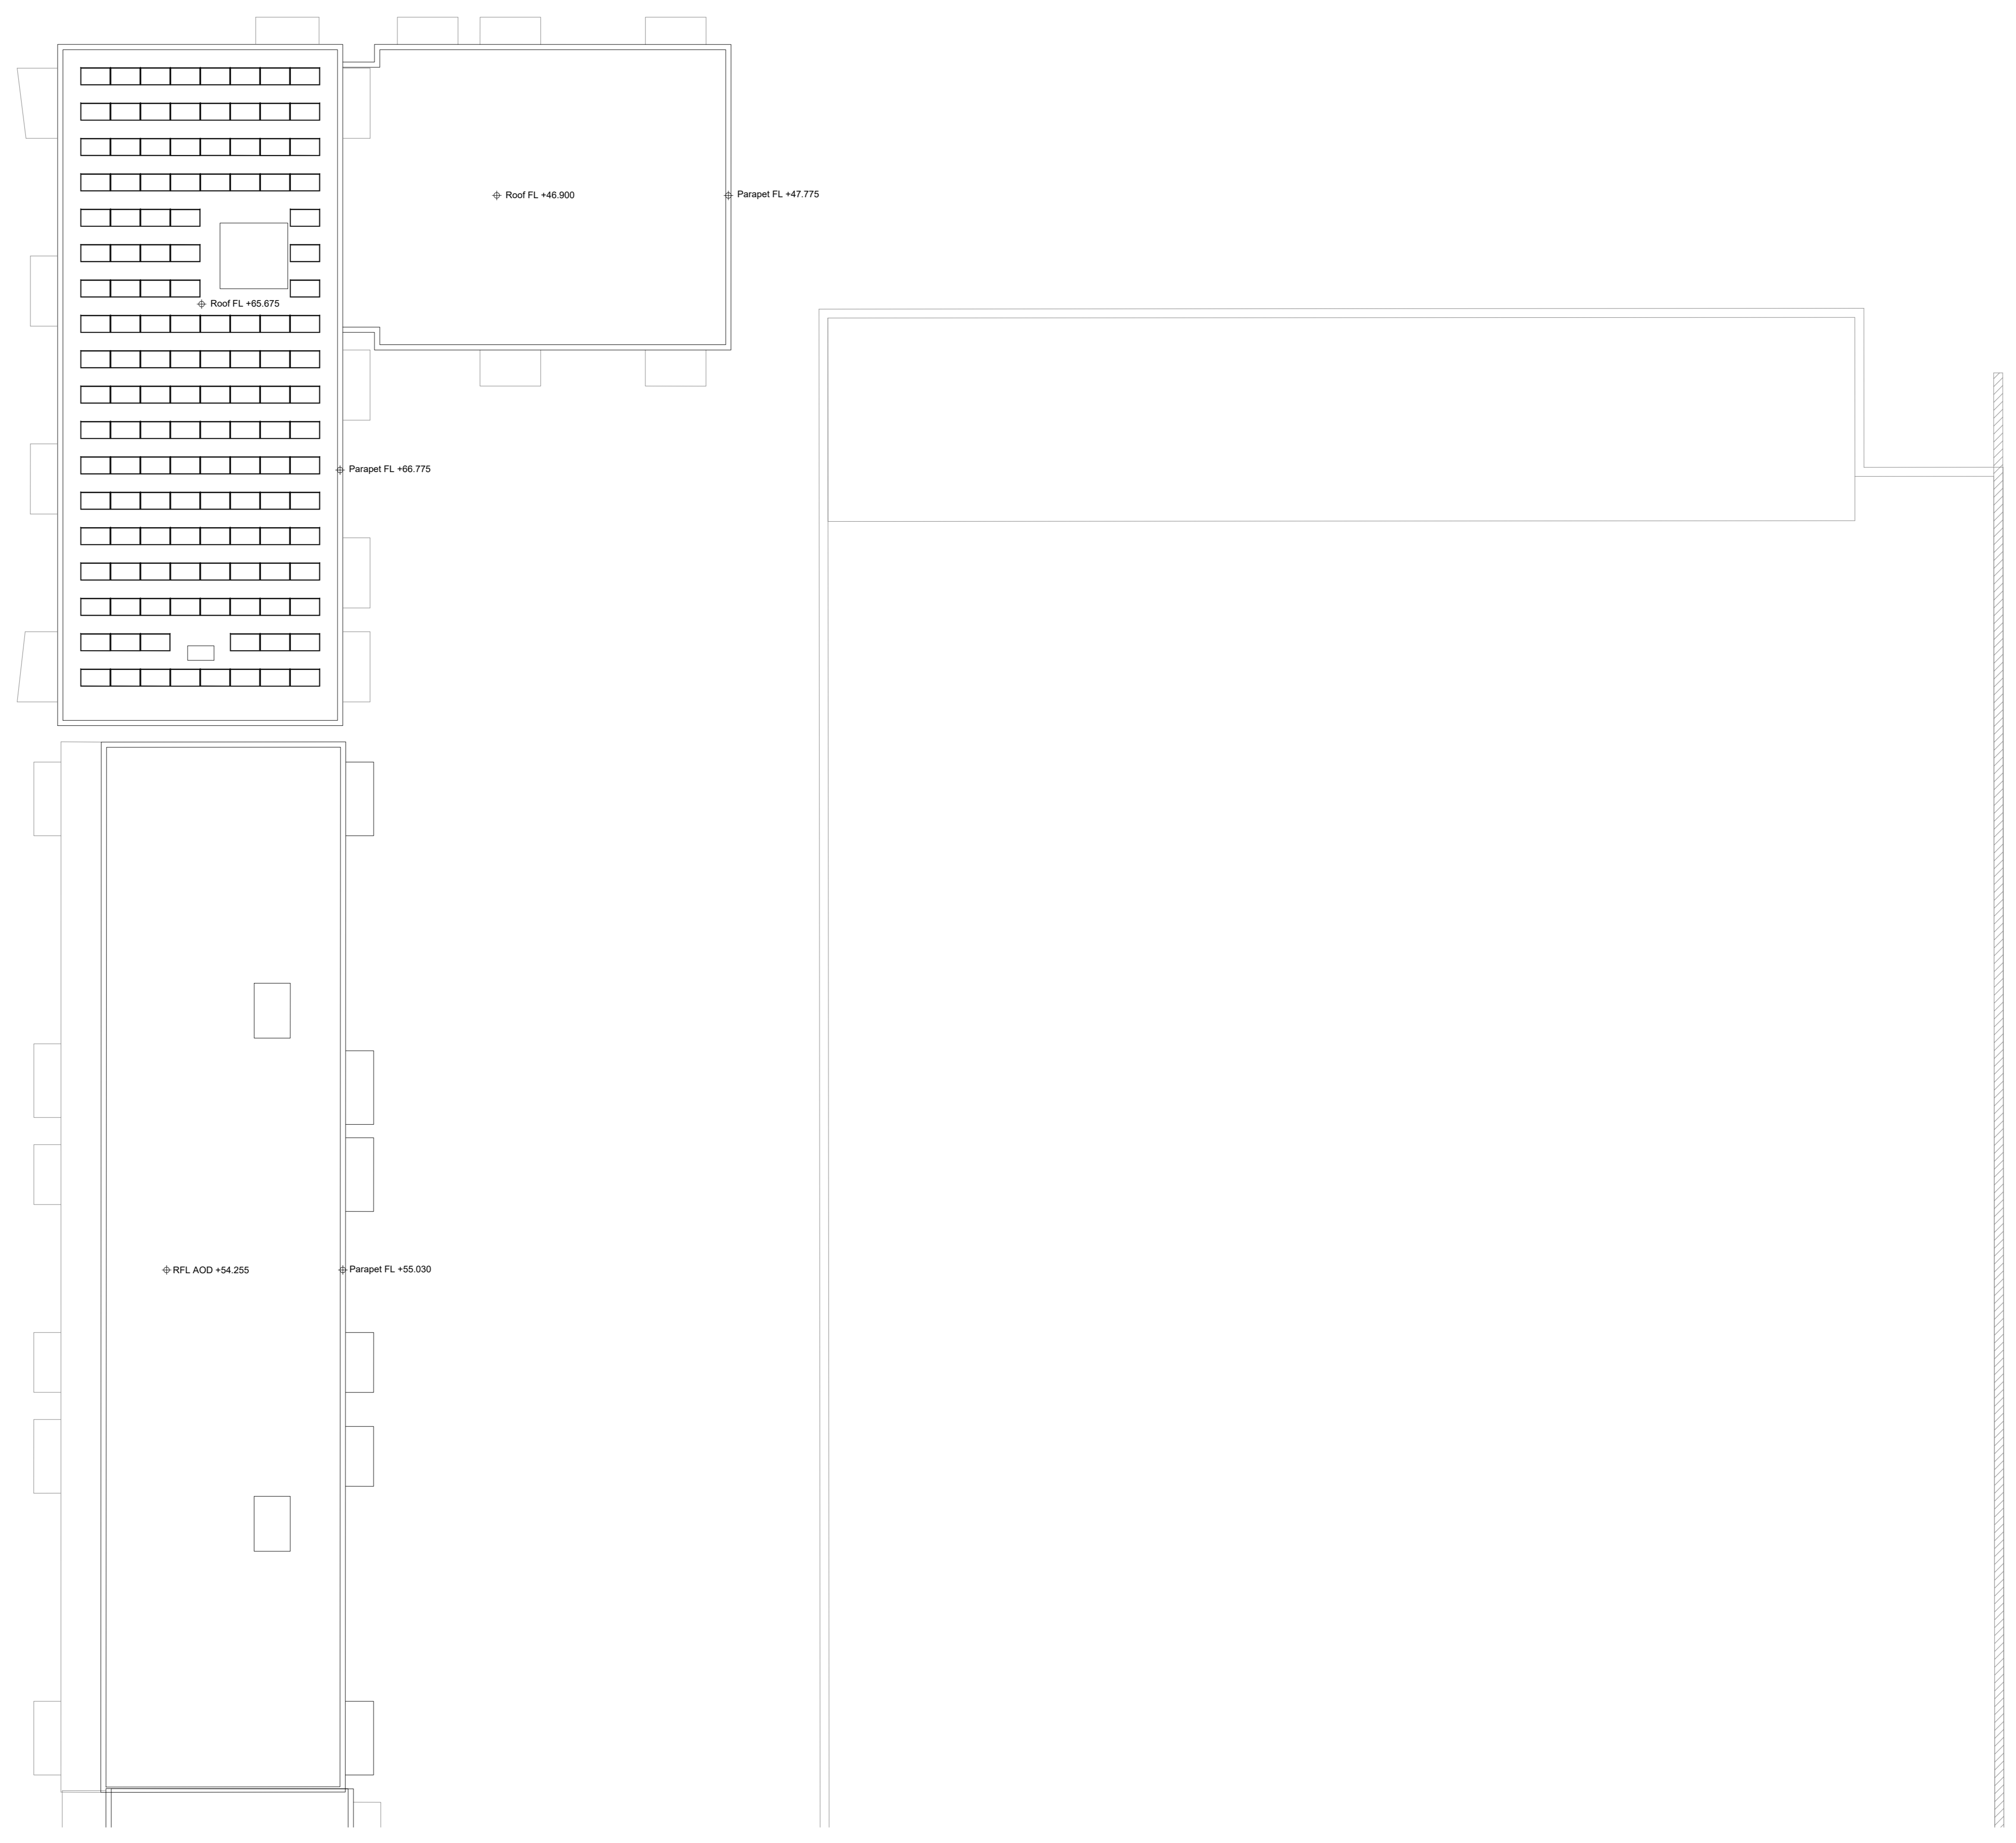 Roof FL +46.900
Parapet FL +47.775
Roof FL +65.675
Parapet FL +66.775
RFL AOD +54.255
Parapet FL +55.030